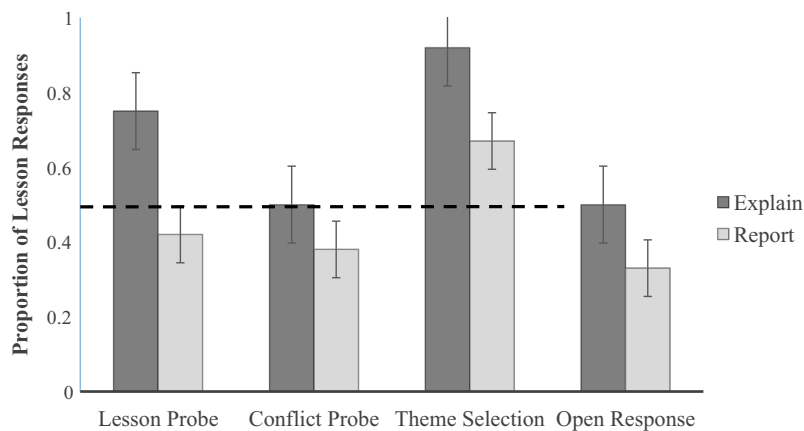 Proportion of Lesson Responses
1
0.8
0.6
0.4
0.2
0
Lesson Probe
Conflict Probe
Theme Selection
Open Response
Explain
Report